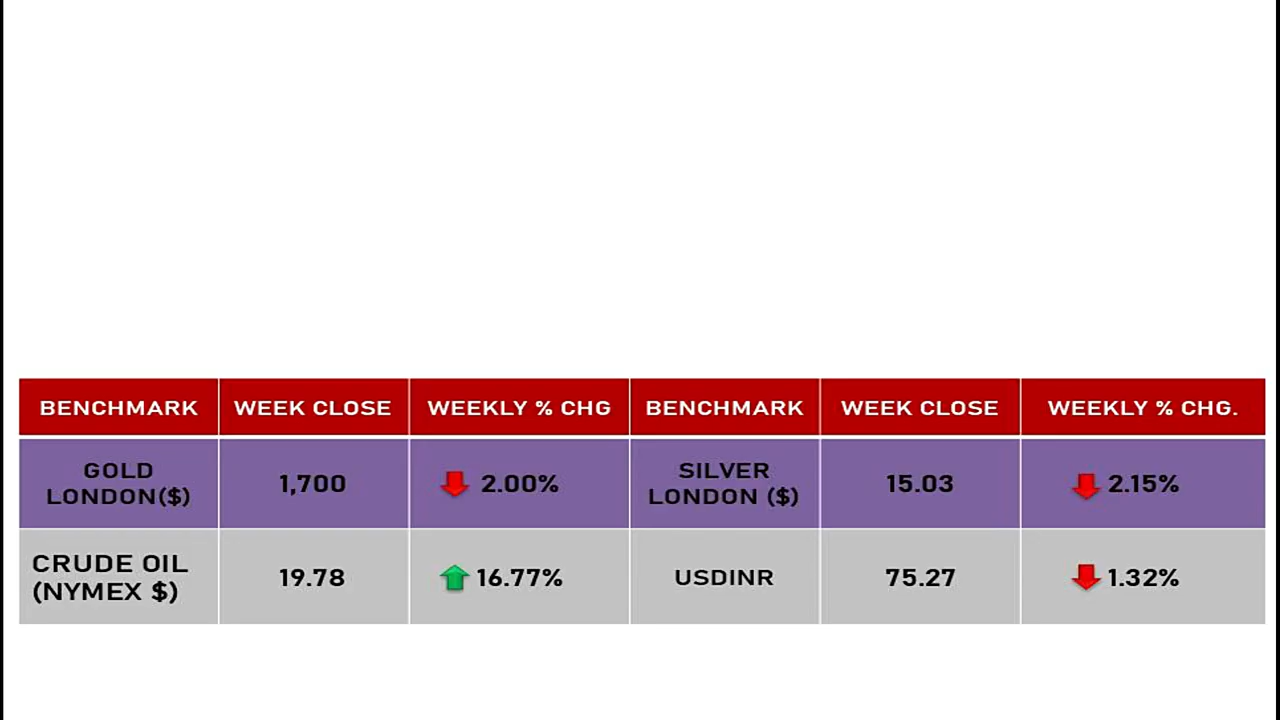 BENCHMARK WEEK CLOSE WEEKLY % CHG BENCHMARK WEEK CLOSE WEEKLY % CHG.
GOLD LONDON($) 1,700 2.00% SILVER LONDON ($) 15.03 2.15%
CRUDE OIL (NYMEX $) 19.78 16.77% USDINR 75.27 1.32%